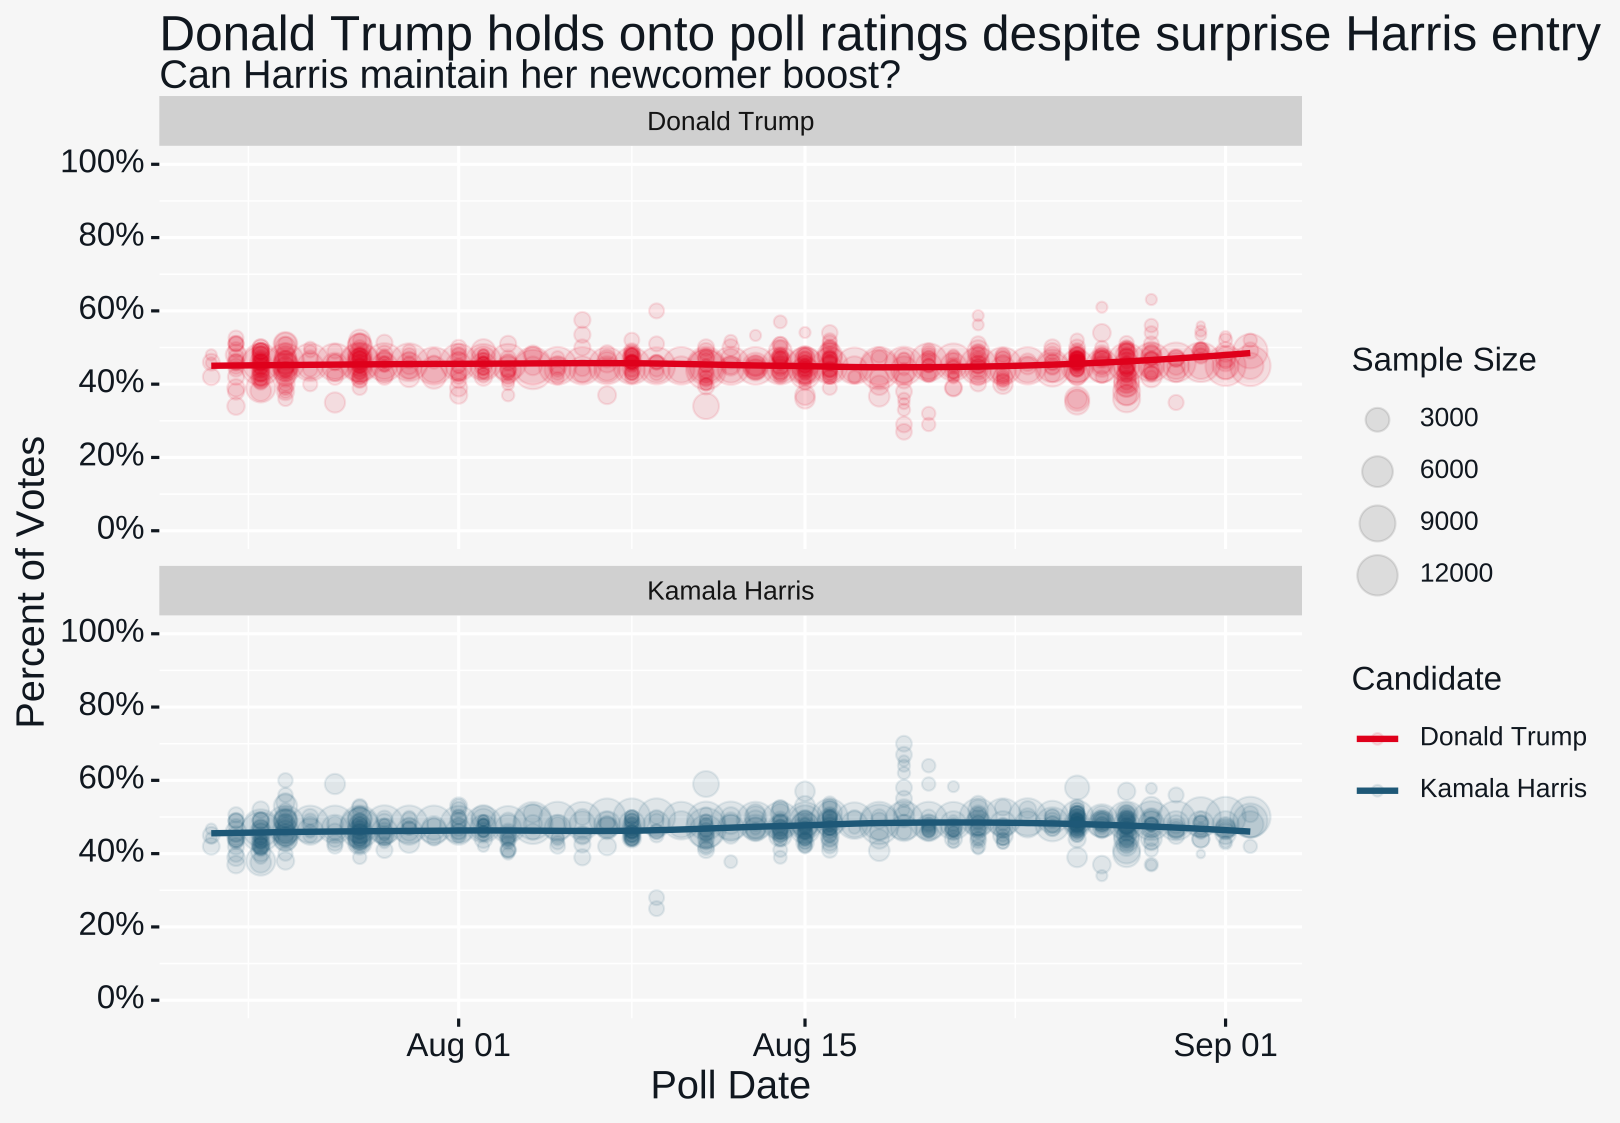 Donald Trump holds onto poll ratings despite surprise Harris entry
Can Harris maintain her newcomer boost?
Donald Trump
100%
80%
60%
40%
20%
0%
Kamala Harris
100%
80%
60%
40%
20%
0%
Percent of Votes
Aug 01
Aug 15
Sep 01
Poll Date
Sample Size
3000
6000
9000
12000
Candidate
Donald Trump
Kamala Harris